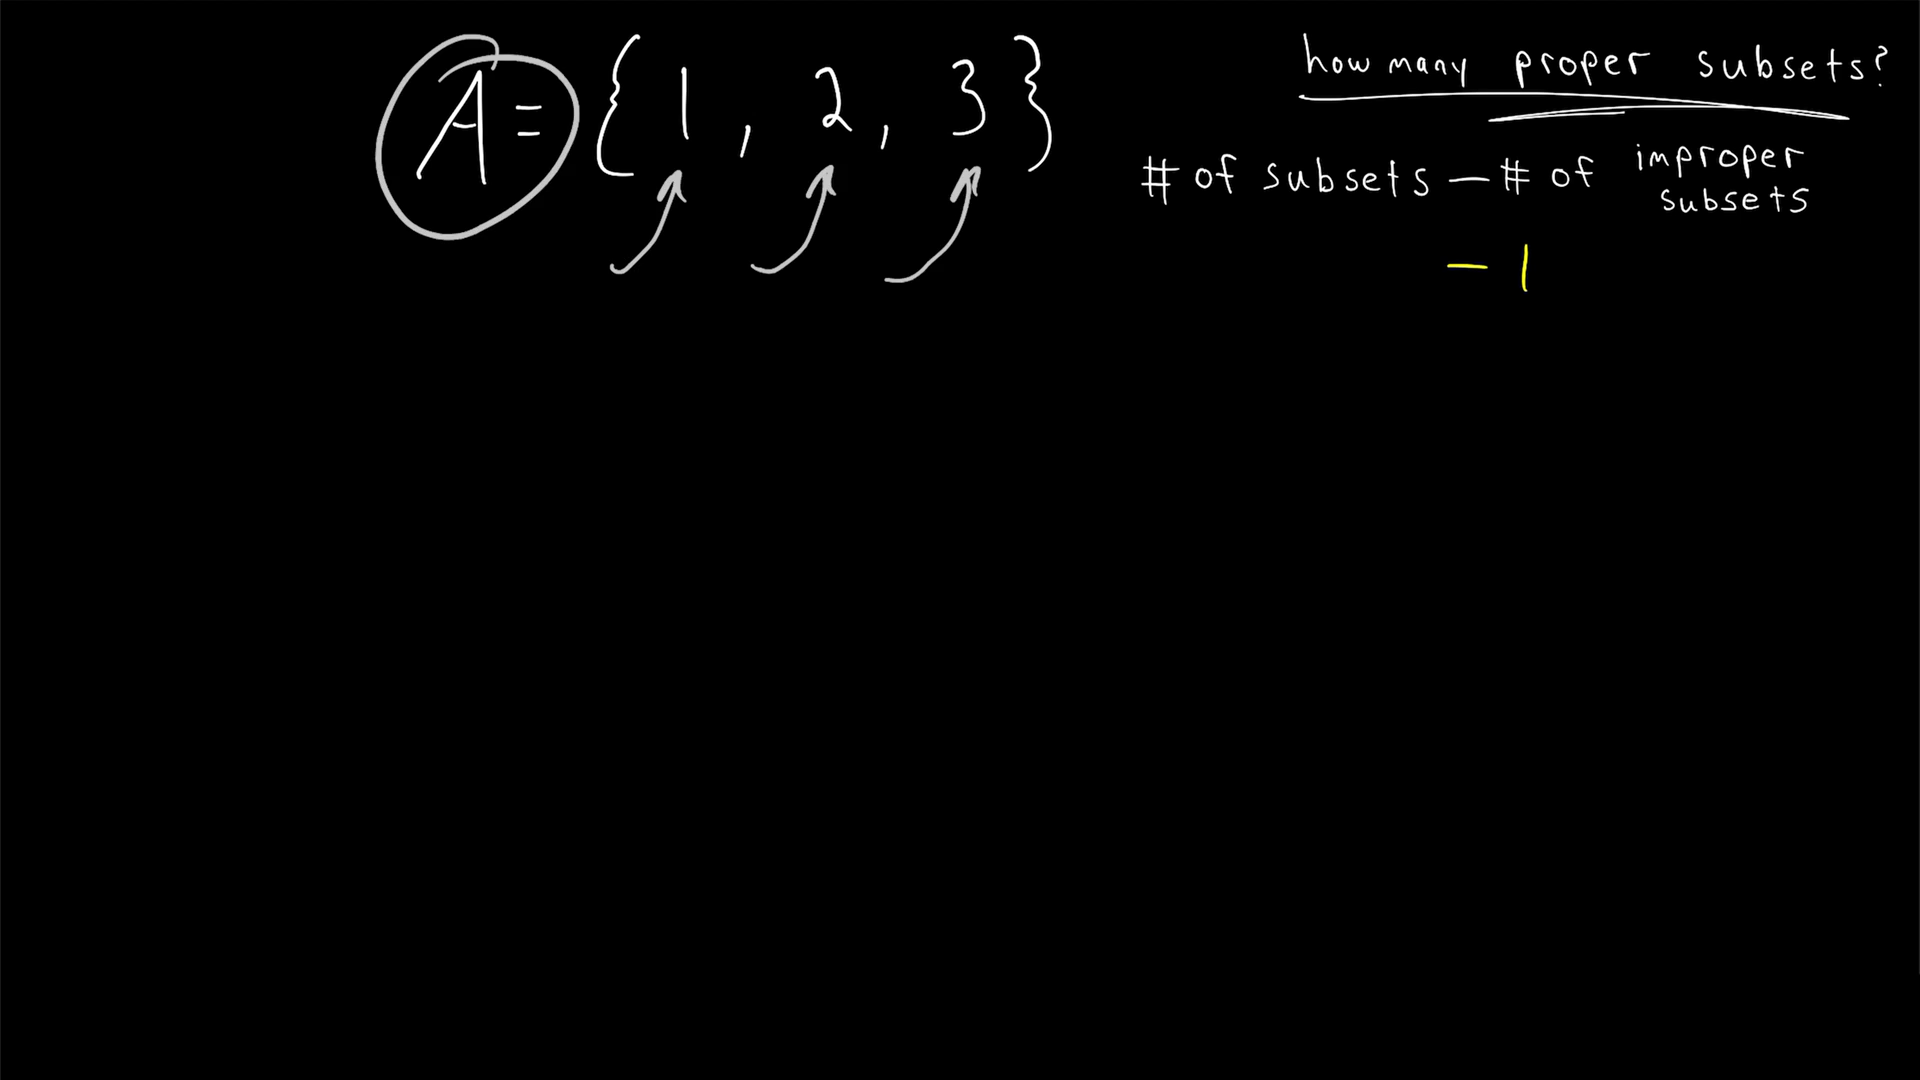 A = { 1 , 2 , 3 }
how many proper subsets?
# of subsets — # of improper subsets
— 1